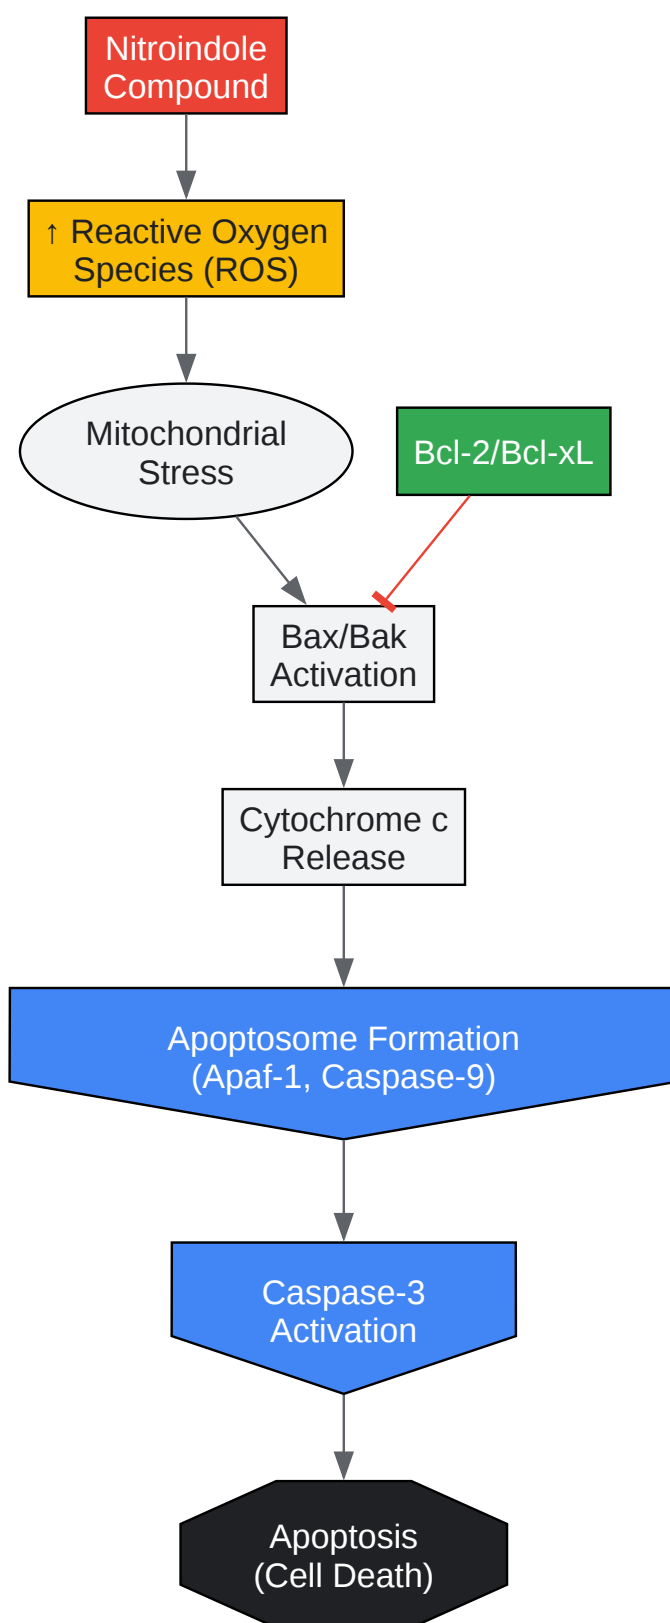 Nitroindole
Compound
↑ Reactive Oxygen
Species (ROS)
Mitochondrial
Stress
Bcl-2/Bcl-xL
Bax/Bak
Activation
Cytochrome c
Release
Apoptosome Formation
(Apaf-1, Caspase-9)
Caspase-3
Activation
Apoptosis
(Cell Death)